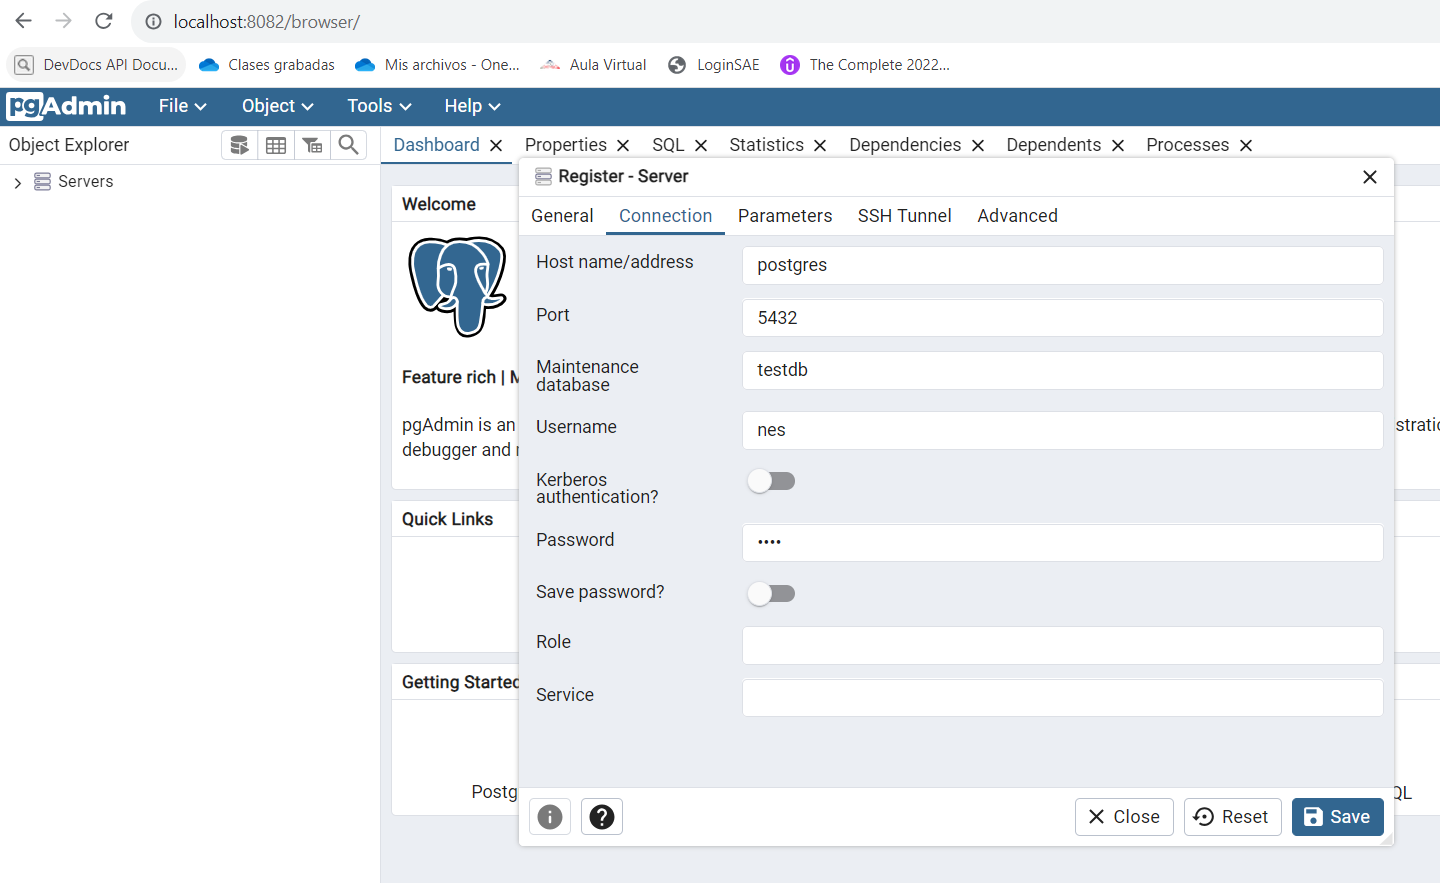 localhost:8082/browser/
DevDocs API Docu... Clases grabadas Mis archivos - One... Aula Virtual LoginSAE The Complete 2022...
pgAdmin File Object Tools Help
Object Explorer
Dashboard Properties SQL Statistics Dependencies Dependents Processes
Servers
Welcome
Feature rich |
pgAdmin is an
debugger and
Quick Links
Getting Started
Postg
Register - Server
General Connection Parameters SSH Tunnel Advanced
Host name/address postgres
Port 5432
Maintenance
database
testdb
Username nes
Kerberos
authentication?
Password ••••
Save password?
Role
Service
Close Reset Save
stratio
QL